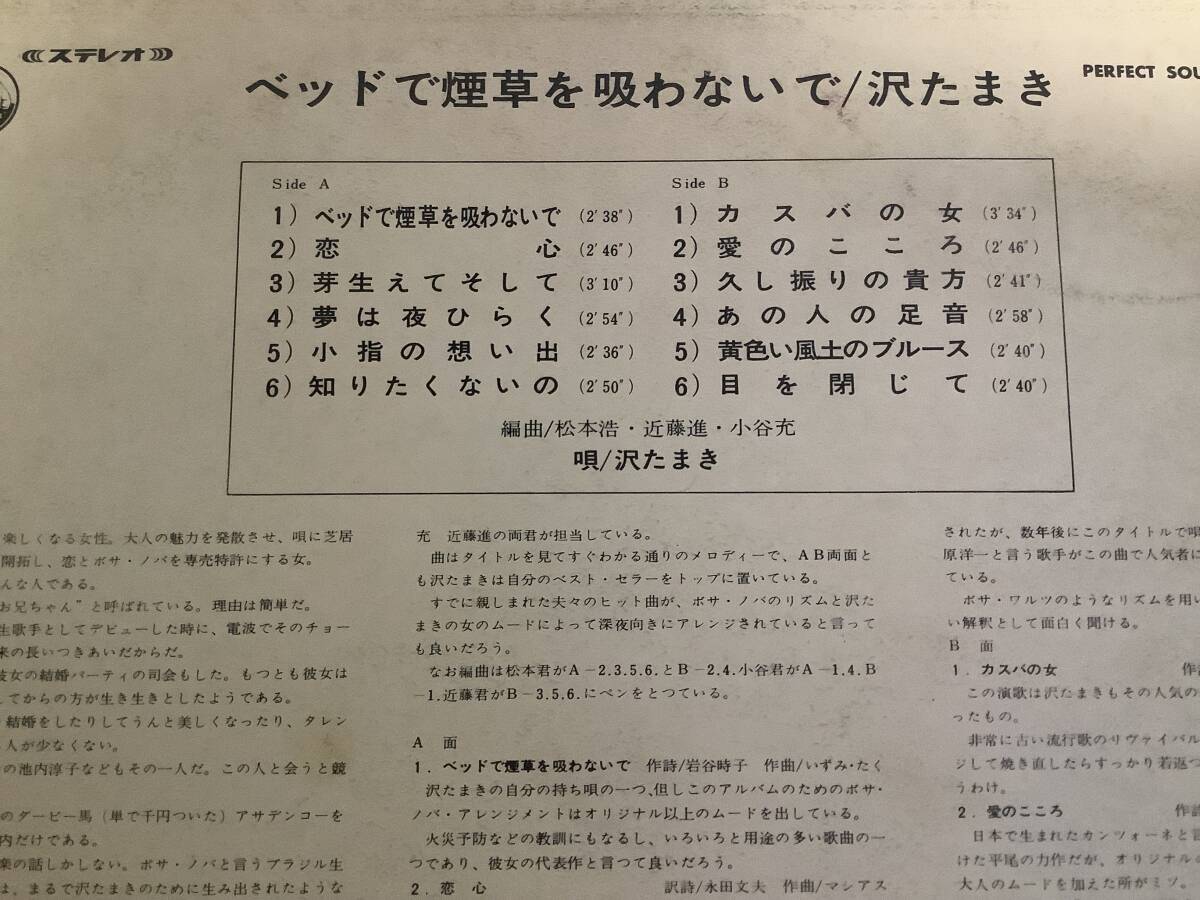 ステレオ
ベッドで煙草を吸わないで/沢たまき
PERFECT SOU
Side A
1) ベッドで煙草を吸わないで (2'38")
2) 恋心 (2'46")
3) 芽生えてそして (3'10")
4) 夢は夜ひらく (2'54")
5) 小指の想い出 (2'36")
6) 知りたくないの (2'50")
Side B
1) カスバの女 (3'34")
2) 愛のこころ (2'46")
3) 久し振りの貴方 (2'41")
4) あの人の足音 (2'58")
5) 黄色い風土のブルース (2'40")
6) 目を閉じて (2'40")
編曲/松本浩・近藤進・小谷充
唄/沢たまき
楽しくなる女性。大人の魅力を発散させ、唄に芝居
開拓し、恋とボサ・ノバを専売特許にする女。
んな人である。
お兄ちゃん”と呼ばれている。理由は簡単だ。
生歌手としてデビューした時に、電波でそのチョー
来の長いつきあいだからだ。
彼女の結婚パーティの司会もした。もつとも彼女は
してからの方が生き生きとしたようである。
結婚をしたりしてうんと美しくなったり、タレン
人が少なくない。
の池内淳子などもその一人だ。この人と会うと競
のダービー馬(単で千円ついた)アサデンコーを
内だけである。
楽の話しかしない。ボサ・ノバと言うブラジル生
は、まるで沢たまきのために生み出されたような
充 近藤進の両君が担当している。
曲はタイトルを見てすぐわかる通りのメロディーで、AB両面と
も沢たまきは自分のベスト・セラーをトップに置いている。
すでに親しまれた夫々のヒット曲が、ボサ・ノバのリズムと沢た
まきの女のムードによって深夜向きにアレンジされていると言って
も良いだろう。
なお編曲は松本君がA-2.3.5.6.とB-2.4.小谷君がA-1.4.B
-1.近藤君がB-3.5.6.にペンをとつている。
A 面
1. ベッドで煙草を吸わないで 作詩/岩谷時子 作曲/いずみ・たく
沢たまきの自分の持ち唄の一つ、但しこのアルバムのためのボサ・
ノバ・アレンジメントはオリジナル以上のムードを出している。
火災予防などの教訓にもなるし、いろいろと用途の多い歌曲の一
つであり、彼女の代表作と言つて良いだろう。
2. 恋心 訳詩/永田文夫 作曲/マシアス
されたが、数年後にこのタイトルで唄
原洋一と言う歌手がこの曲で人気者に
ている。
ボサ・ワルツのようなリズムを用い
い解釈として面白く聞ける。
B 面
1. カスバの女 作詩
この演歌は沢たまきもその人気の
ったもの。
非常に古い流行歌のリヴァイバル
ジして焼き直したらすっかり若返つ
うわけ。
2. 愛のこころ 作詩
日本で生まれたカンツォーネと言
けた平尾の力作だが、オリジナルの
大人のムードを加えた所がミソ。